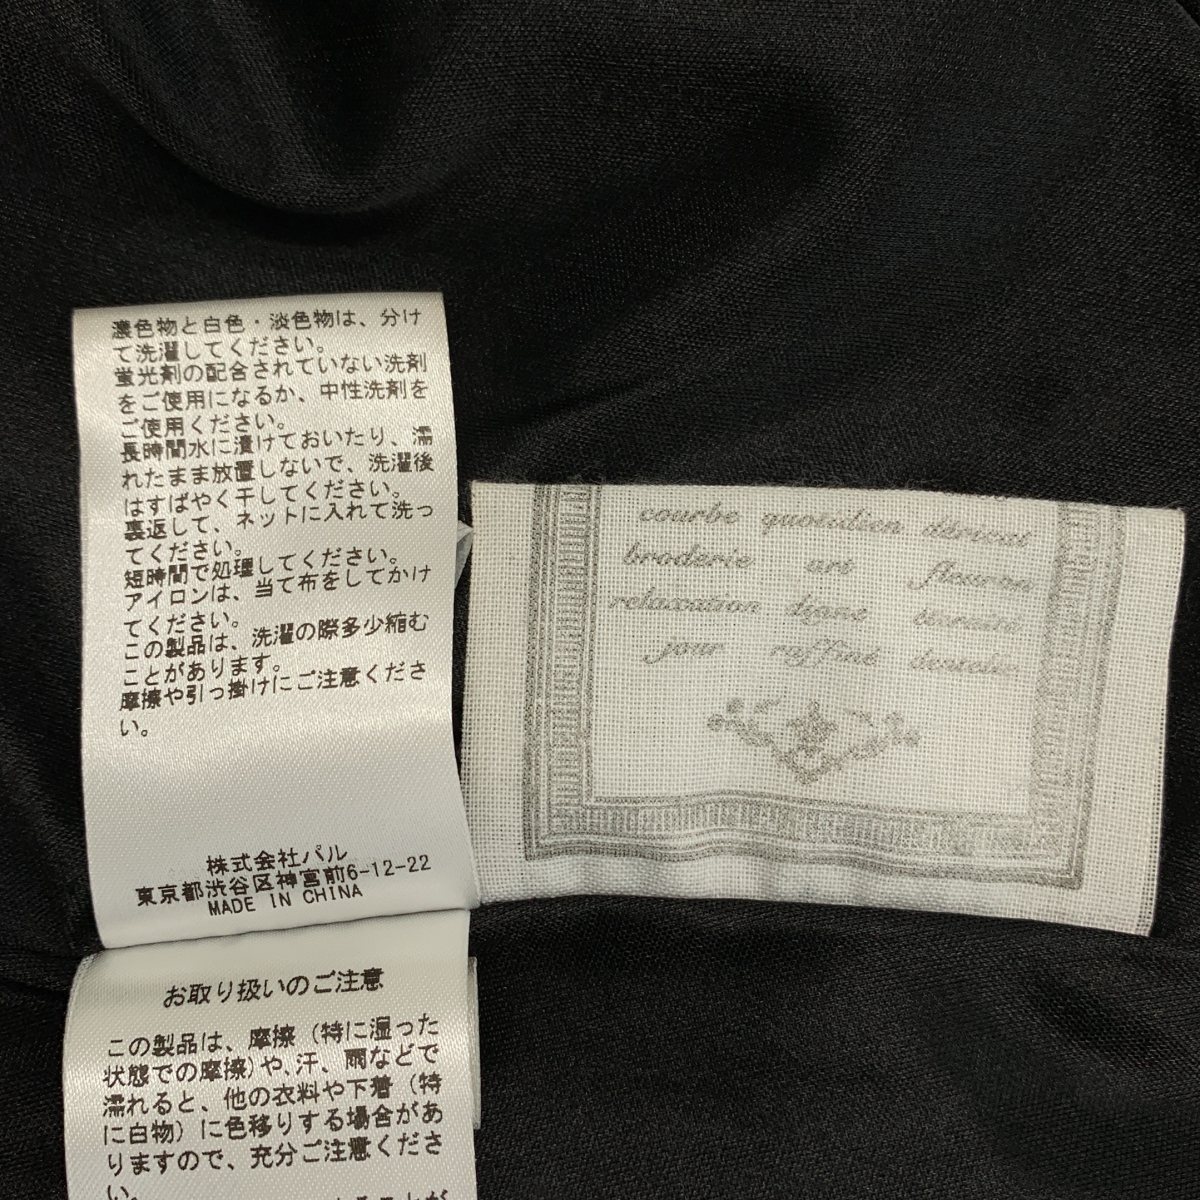 濃色物と白色・淡色物は、分け
て洗濯してください。
蛍光剤の配合されていない洗剤
をご使用になるか、中性洗剤を
ご使用ください。
長時間水に漬けておいたり、濡
れたまま放置しないで、洗濯後
はすばやく干してください。
裏返して、ネットに入れて洗っ
てください。
短時間で処理してください。
アイロンは、当て布をしてかけ
てください。
この製品は、洗濯の際多少縮む
ことがあります。
摩擦や引っ掛けにご注意くださ
い。
株式会社パル
東京都渋谷区神宮前6-12-22
MADE IN CHINA
courbe quotidien
broderie art
relaxation digne
jour raffiné
お取り扱いのご注意
この製品は、摩擦（特に湿った
状態での摩擦）や、汗、雨などで
濡れると、他の衣料や下着（特
に白物）に色移りする場合があ
りますので、充分ご注意くださ
い。